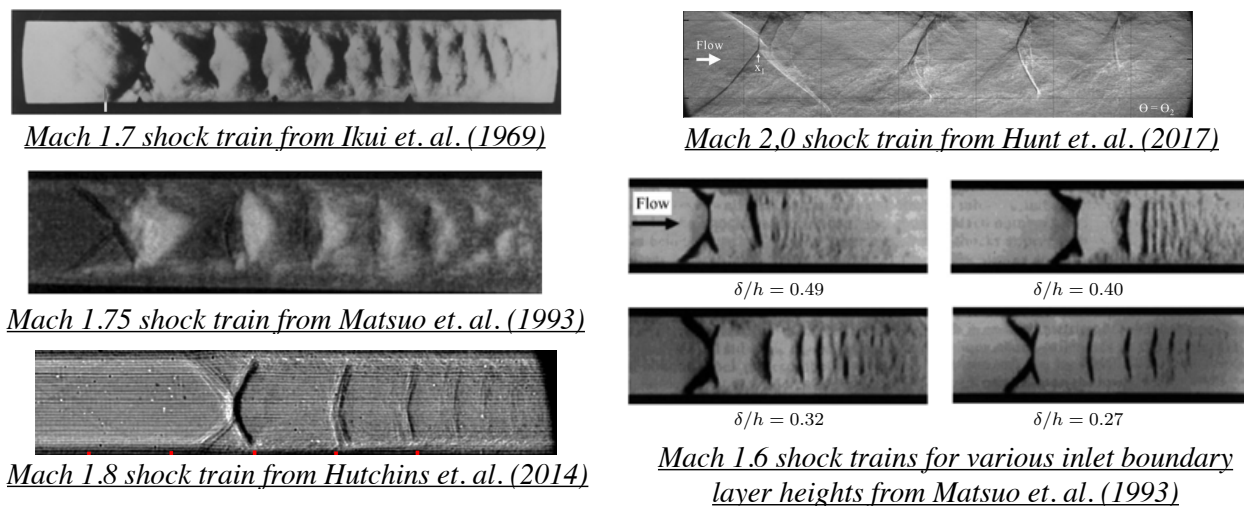 Mach 1.7 shock train from Ikui et. al. (1969)
Mach 1.75 shock train from Matsuo et. al. (1993)
Mach 1.8 shock train from Hutchins et. al. (2014)
Flow
x1
Θ = Θ2
Mach 2,0 shock train from Hunt et. al. (2017)
Flow
δ/h = 0.49
δ/h = 0.40
δ/h = 0.32
δ/h = 0.27
Mach 1.6 shock trains for various inlet boundary
layer heights from Matsuo et. al. (1993)